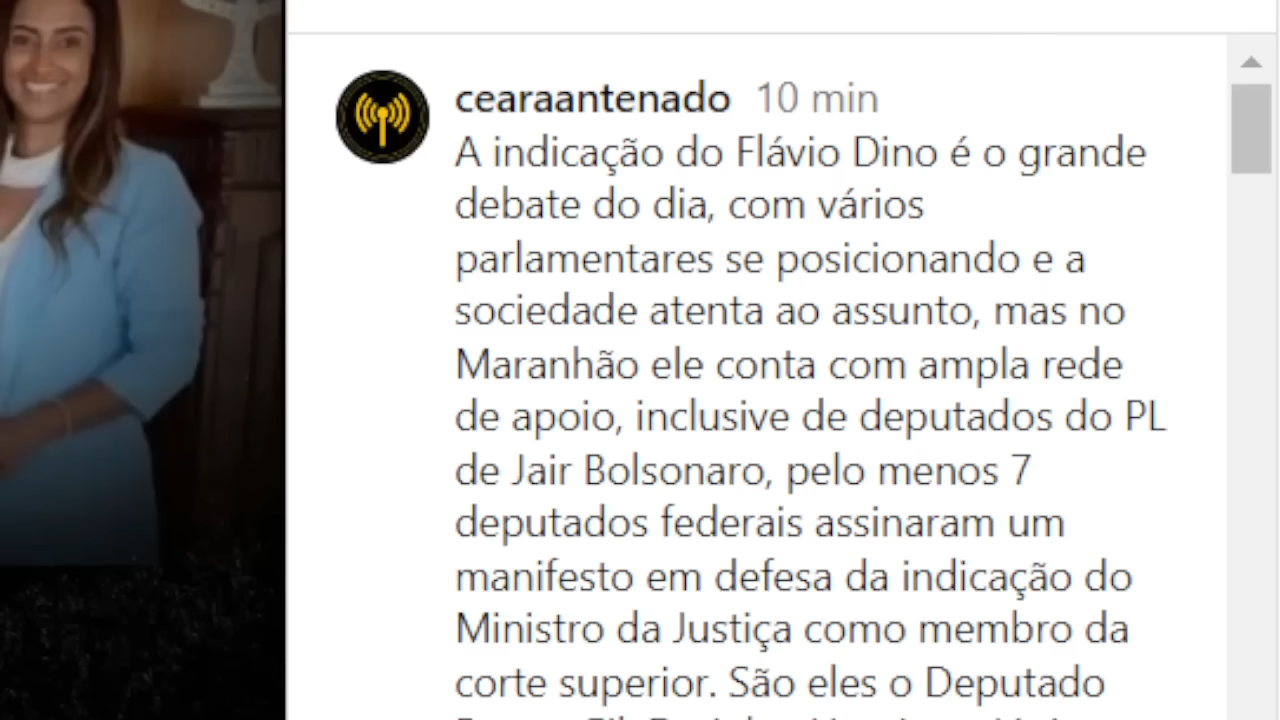 cearaantenado 10 min
A indicação do Flávio Dino é o grande
debate do dia, com vários
parlamentares se posicionando e a
sociedade atenta ao assunto, mas no
Maranhão ele conta com ampla rede
de apoio, inclusive de deputados do PL
de Jair Bolsonaro, pelo menos 7
deputados federais assinaram um
manifesto em defesa da indicação do
Ministro da Justiça como membro da
corte superior. São eles o Deputado